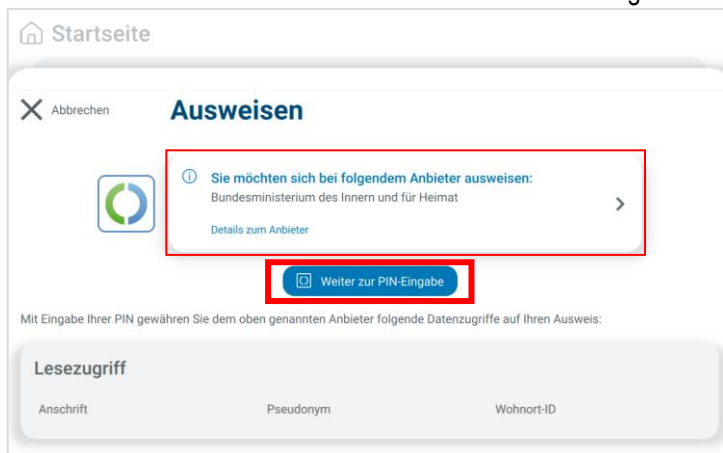 Startseite
Abbrechen
Ausweisen
Sie möchten sich bei folgendem Anbieter ausweisen:
Bundesministerium des Innern und für Heimat
Details zum Anbieter
Weiter zur PIN-Eingabe
Mit Eingabe Ihrer PIN gewähren Sie dem oben genannten Anbieter folgende Datenzugriffe auf Ihren Ausweis:
Lesezugriff
Anschrift Pseudonym Wohnort-ID